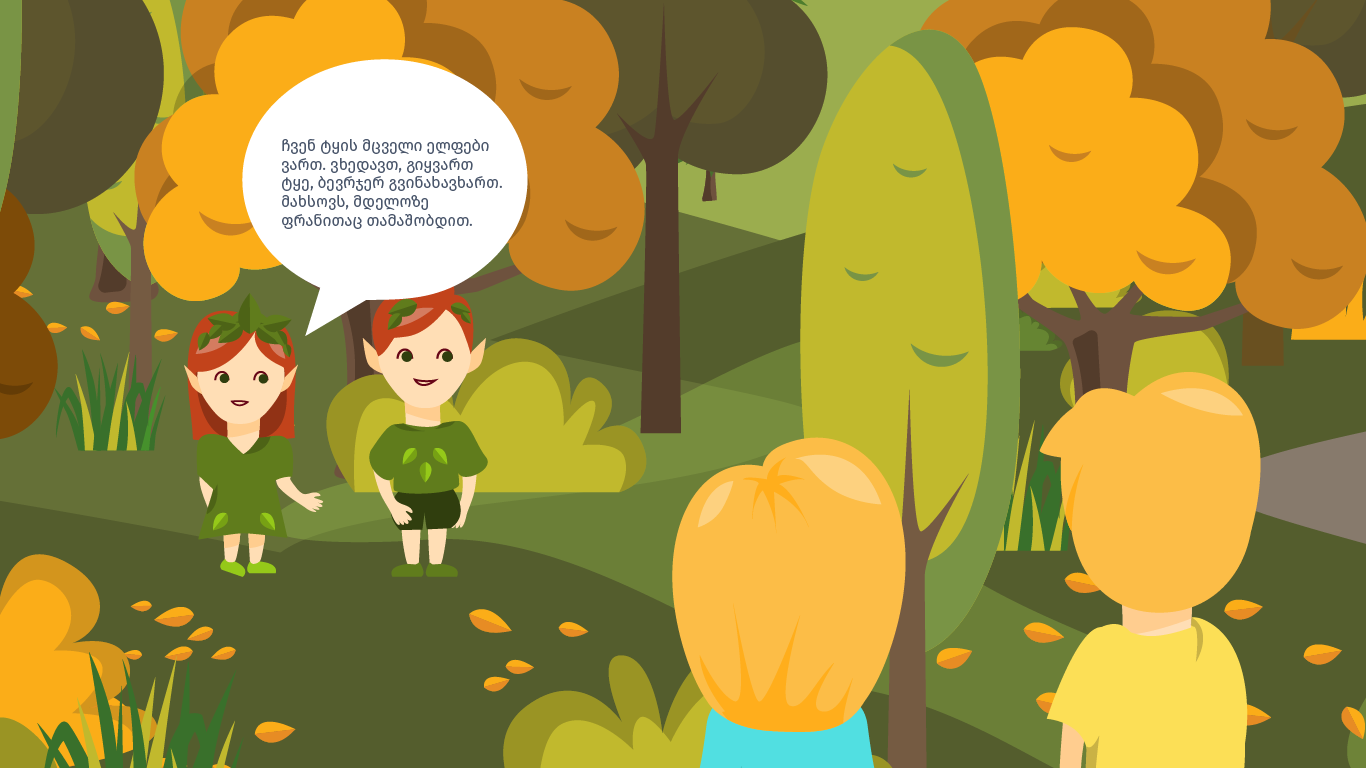 ჩვენ ტყის მცველი ელფები
ვართ. ვხედავთ, გიყვართ
ტყე, ბევრჯერ გვინახავხართ.
მახსოვს, მდელოზე
ფრანითაც თამაშობდით.